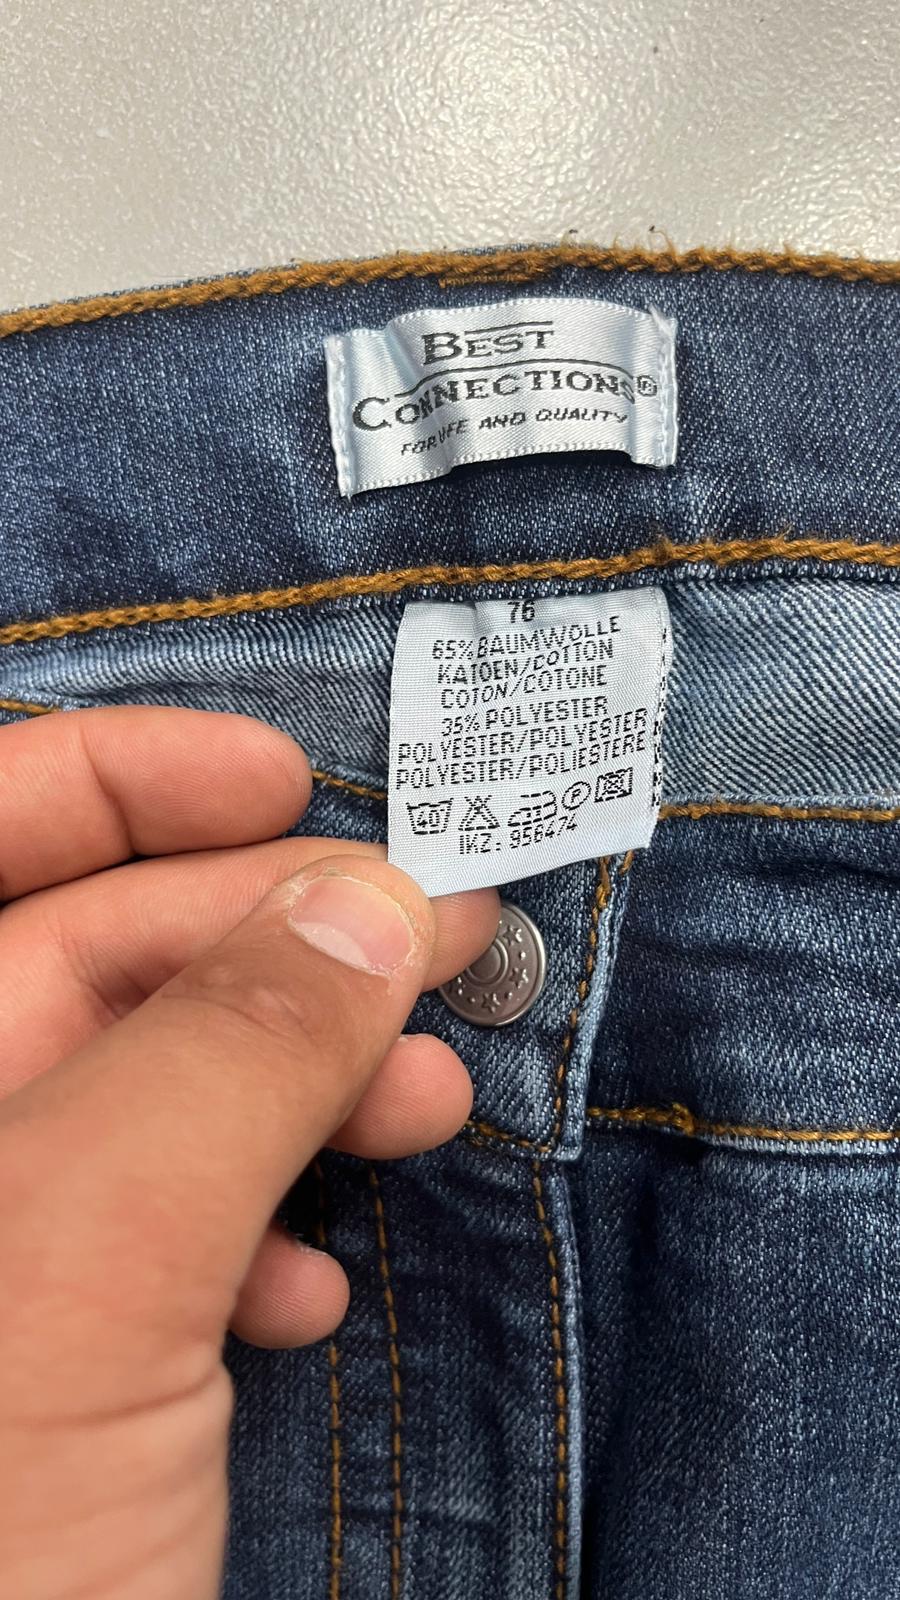 BEST
CONNECTIONS®
FOR LIFE AND QUALITY
76
65% BAUMWOLLE
KATOEN/COTTON
COTON/COTONE
35% POLYESTER
POLYESTER/POLYESTER
POLYESTER/POLIESTERE
40 P
IKZ: 956474